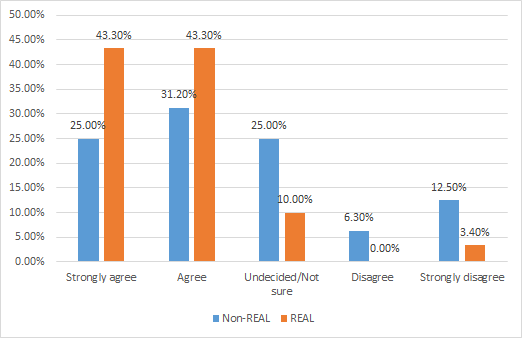 50.00%
45.00%
40.00%
35.00%
30.00%
25.00%
20.00%
15.00%
10.00%
5.00%
0.00%
25.00%
43.30%
31.20%
43.30%
25.00%
10.00%
6.30%
0.00%
12.50%
3.40%
Strongly agree
Agree
Undecided/Not
sure
Disagree
Strongly disagree
Non-REAL
REAL